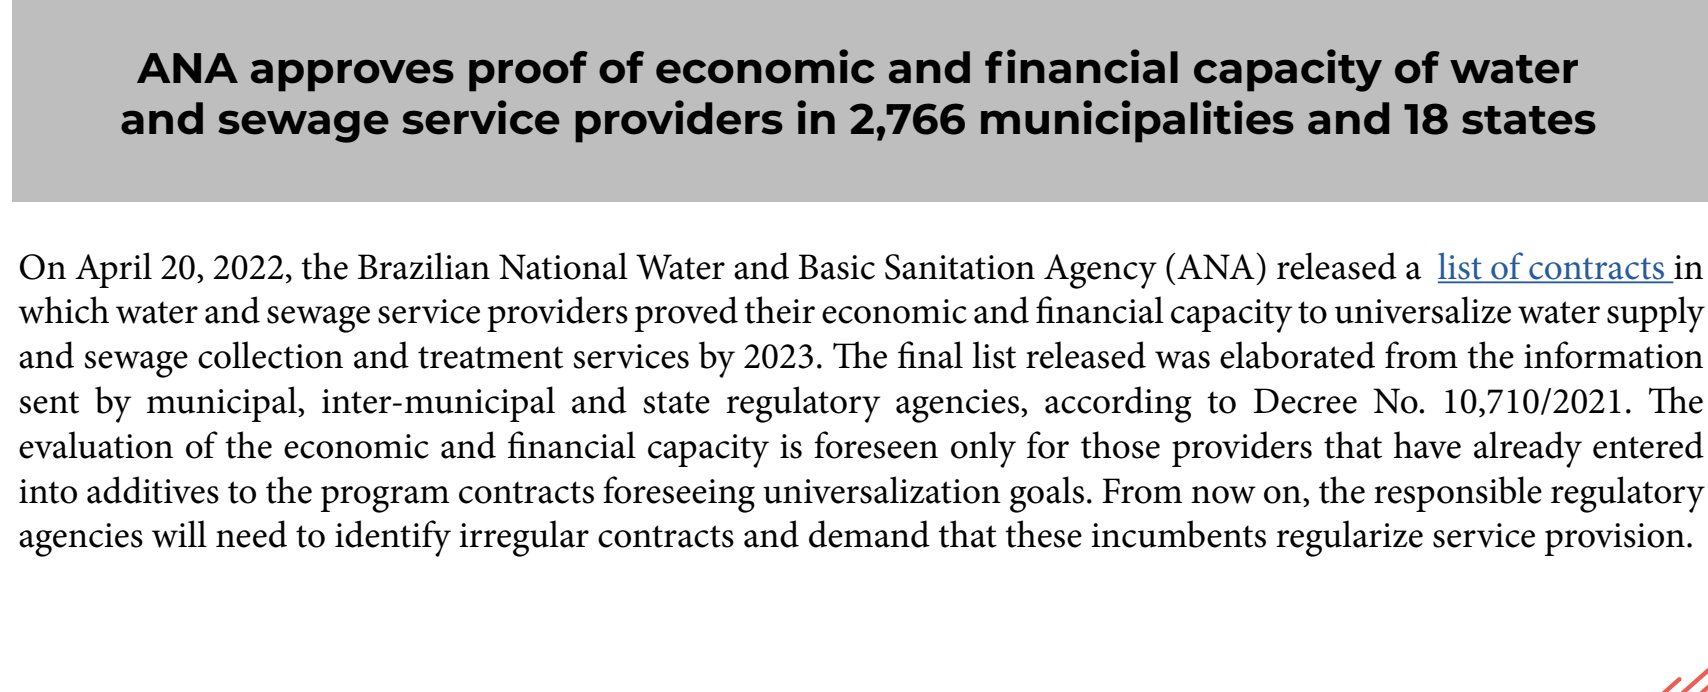 ANA approves proof of economic and financial capacity of water
and sewage service providers in 2,766 municipalities and 18 states
On April 20, 2022, the Brazilian National Water and Basic Sanitation Agency (ANA) released a list of contracts in
which water and sewage service providers proved their economic and financial capacity to universalize water supply
and sewage collection and treatment services by 2023. The final list released was elaborated from the information
sent by municipal, inter-municipal and state regulatory agencies, according to Decree No. 10,710/2021. The
evaluation of the economic and financial capacity is foreseen only for those providers that have already entered
into additives to the program contracts foreseeing universalization goals. From now on, the responsible regulatory
agencies will need to identify irregular contracts and demand that these incumbents regularize service provision.